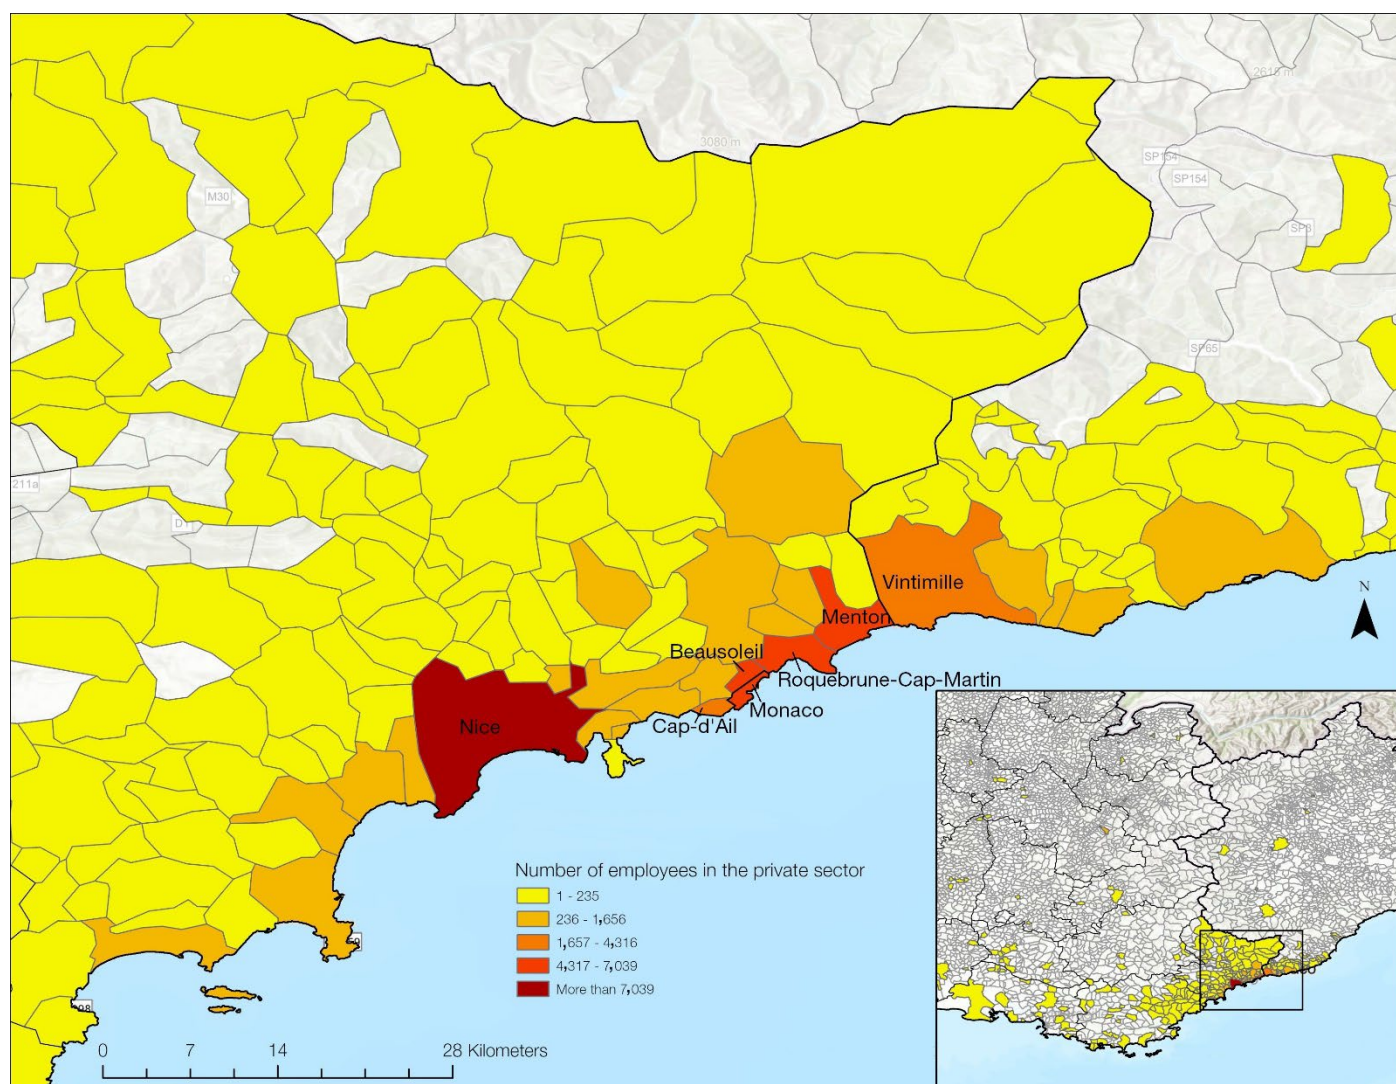 2618 m
3080 m
SP154
SP154
M30
SP3
SP65
211a
Vintimille
N
Menton
Beausoleil
Roquebrune-Cap-Martin
Monaco
Cap-d'Ail
Nice
Number of employees in the private sector
1 - 235
236 - 1,656
1,657 - 4,316
4,317 - 7,039
More than 7,039
0 7 14 28 Kilometers